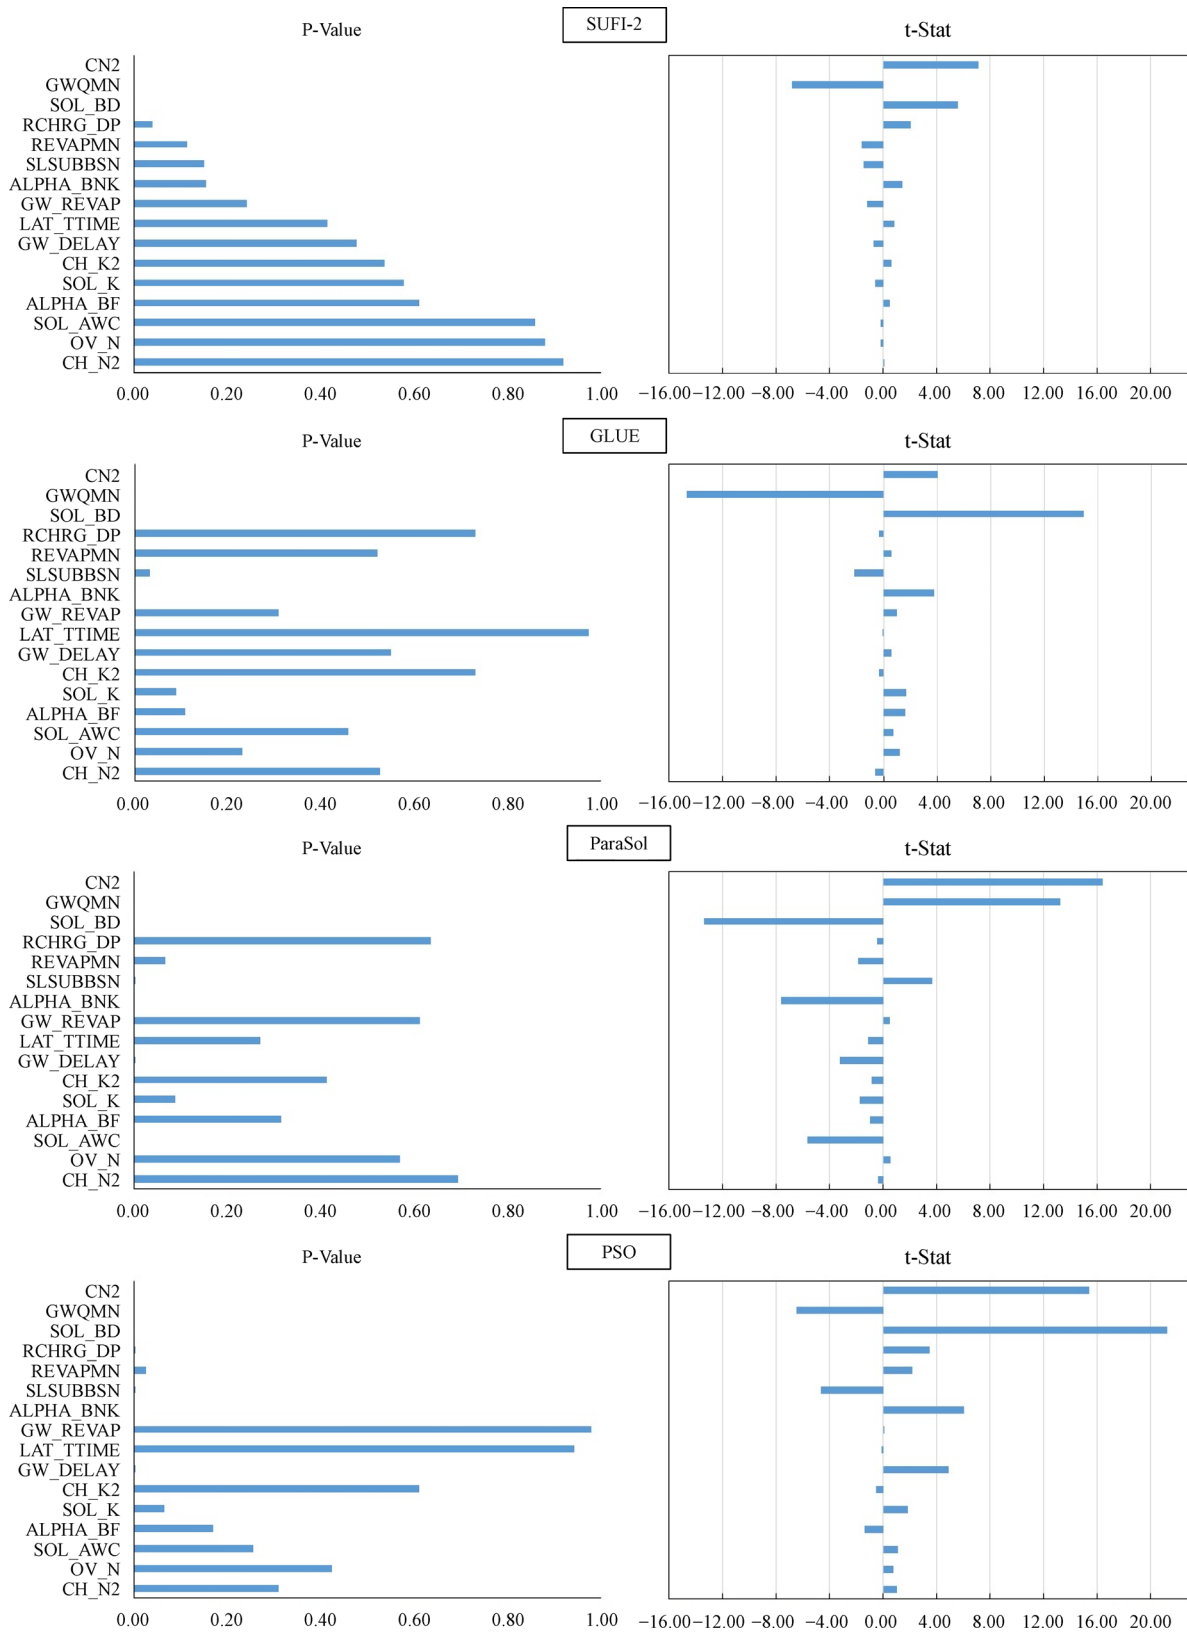 P-Value SUFI-2 t-Stat
CN2
GWQMN
SOL_BD
RCHRG_DP
REVAPMN
SLSUBBSN
ALPHA_BNK
GW_REVAP
LAT_TTIME
GW_DELAY
CH_K2
SOL_K
ALPHA_BF
SOL_AWC
OV_N
CH_N2
0.00 0.20 0.40 0.60 0.80 1.00 −16.00 −12.00 −8.00 −4.00 0.00 4.00 8.00 12.00 16.00 20.00
P-Value GLUE t-Stat
CN2
GWQMN
SOL_BD
RCHRG_DP
REVAPMN
SLSUBBSN
ALPHA_BNK
GW_REVAP
LAT_TTIME
GW_DELAY
CH_K2
SOL_K
ALPHA_BF
SOL_AWC
OV_N
CH_N2
0.00 0.20 0.40 0.60 0.80 1.00 −16.00 −12.00 −8.00 −4.00 0.00 4.00 8.00 12.00 16.00 20.00
P-Value ParaSol t-Stat
CN2
GWQMN
SOL_BD
RCHRG_DP
REVAPMN
SLSUBBSN
ALPHA_BNK
GW_REVAP
LAT_TTIME
GW_DELAY
CH_K2
SOL_K
ALPHA_BF
SOL_AWC
OV_N
CH_N2
0.00 0.20 0.40 0.60 0.80 1.00 −16.00 −12.00 −8.00 −4.00 0.00 4.00 8.00 12.00 16.00 20.00
P-Value PSO t-Stat
CN2
GWQMN
SOL_BD
RCHRG_DP
REVAPMN
SLSUBBSN
ALPHA_BNK
GW_REVAP
LAT_TTIME
GW_DELAY
CH_K2
SOL_K
ALPHA_BF
SOL_AWC
OV_N
CH_N2
0.00 0.20 0.40 0.60 0.80 1.00 −16.00 −12.00 −8.00 −4.00 0.00 4.00 8.00 12.00 16.00 20.00